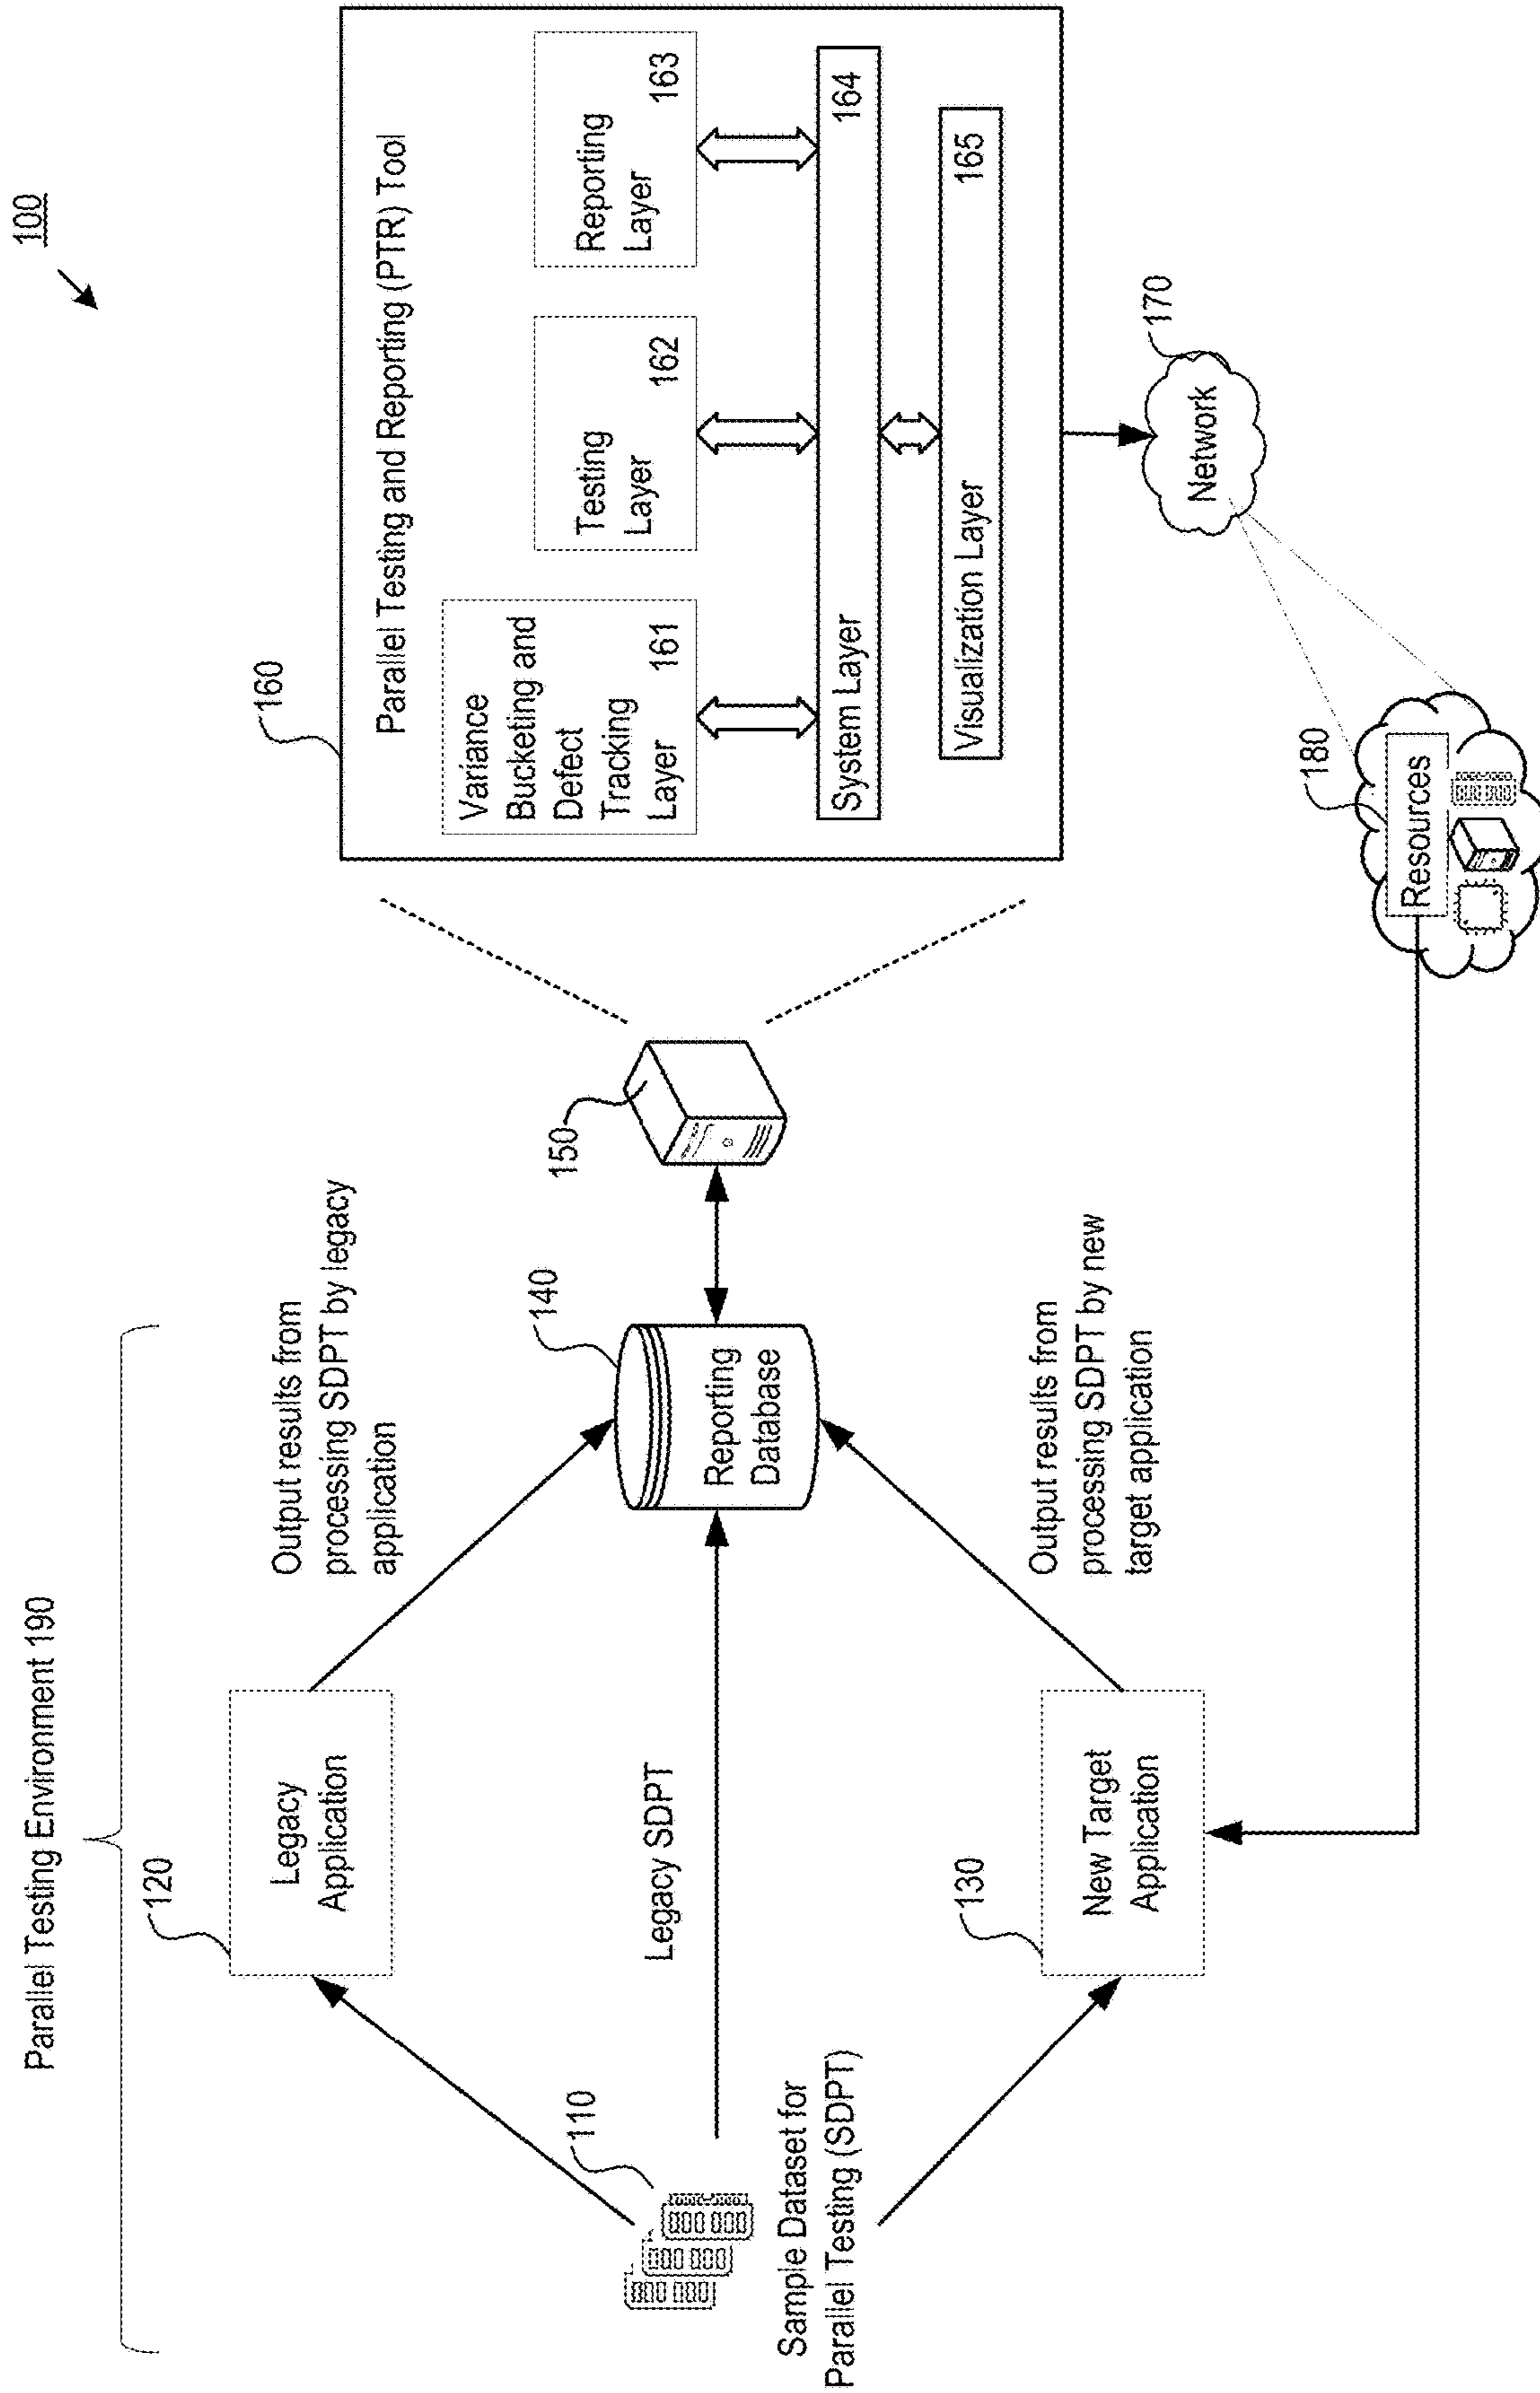 100
Parallel Testing Environment 190
120
Legacy
Application
Output results from
processing SDPT by legacy
application
110
Sample Dataset for
Parallel Testing (SDPT)
Legacy SDPT
140
Reporting
Database
150
130
New Target
Application
Output results from
processing SDPT by new
target application
160
Parallel Testing and Reporting (PTR) Tool
Variance
Bucketing and
Defect
Tracking
Layer 161
Testing
Layer 162
Reporting
Layer 163
System Layer 164
Visualization Layer 165
170
Network
180
Resources